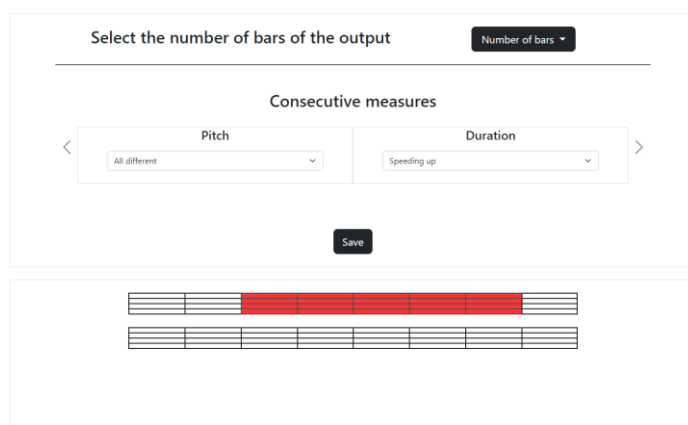 Select the number of bars of the output
Number of bars
Consecutive measures
Pitch
Duration
All different
Speeding up
Save